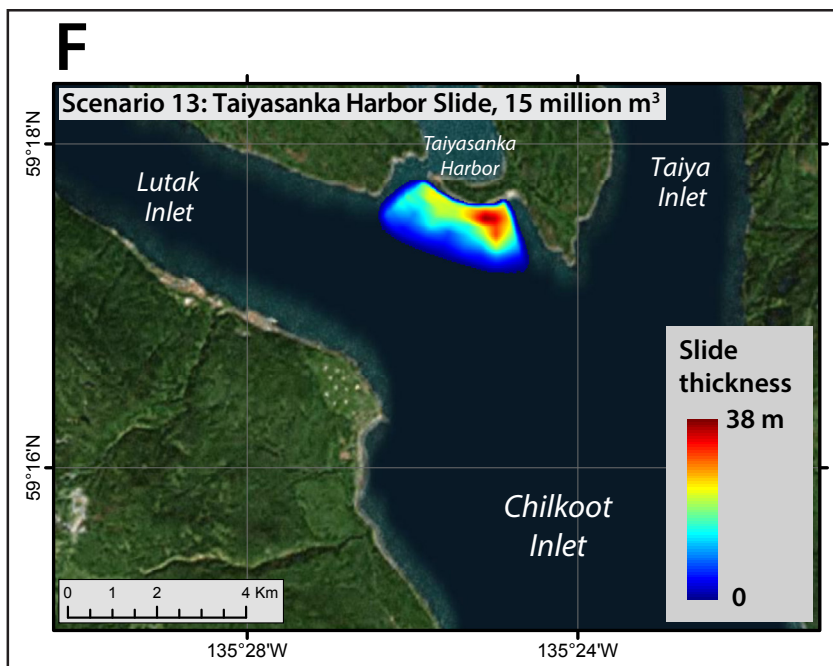 F
Scenario 13: Taiyasanka Harbor Slide, 15 million m³
59°18'N
Taiyasanka
Harbor
Lutak
Inlet
Taiya
Inlet
Slide
thickness
38 m
0
59°16'N
Chilkoot
Inlet
0 1 2 4 Km
135°28'W
135°24'W